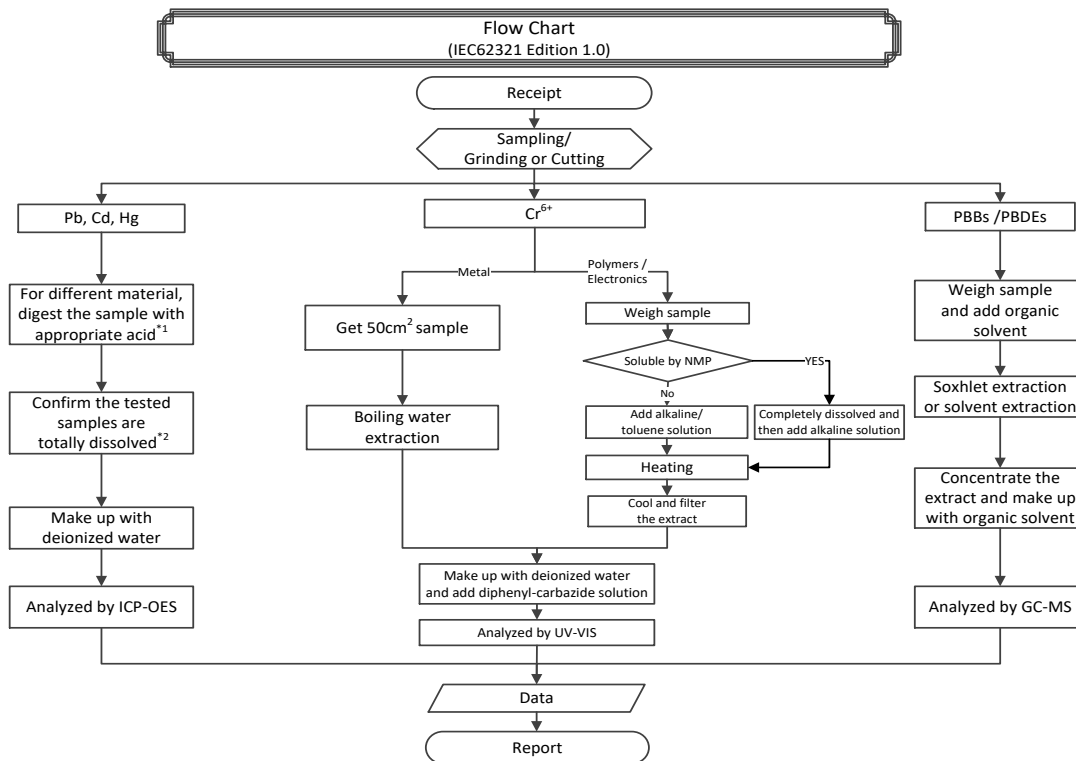 Flow Chart
(IEC62321 Edition 1.0)
Receipt
Sampling/
Grinding or Cutting
Pb, Cd, Hg
For different material,
digest the sample with
appropriate acid*1
Confirm the tested
samples are
totally dissolved*2
Make up with
deionized water
Analyzed by ICP-OES
Cr6+
Metal
Get 50cm2 sample
Boiling water
extraction
Polymers /
Electronics
Weigh sample
Soluble by NMP
YES
No
Add alkaline/
toluene solution
Completely dissolved and
then add alkaline solution
Heating
Cool and filter
the extract
Make up with deionized water
and add diphenyl-carbazide solution
Analyzed by UV-VIS
PBBs /PBDEs
Weigh sample
and add organic
solvent
Soxhlet extraction
or solvent extraction
Concentrate the
extract and make up
with organic solvent
Analyzed by GC-MS
Data
Report